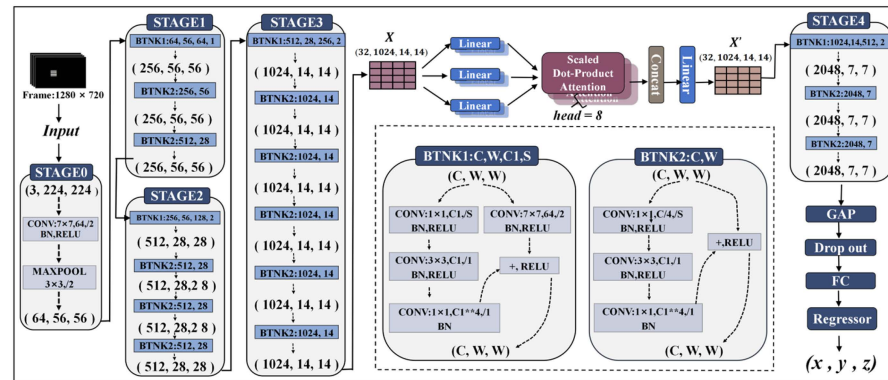 Frame:1280 × 720
Input
STAGE0
(3, 224, 224)
CONV:7×7,64,/2
BN,RELU
MAXPOOL
3×3,/2
(64, 56, 56)
STAGE1
BTNK1:64, 56, 64, 1
(256, 56, 56)
BTNK2:256, 56
(256, 56, 56)
BTNK2:512, 28
(256, 56, 56)
STAGE2
BTNK1:256, 56, 128, 2
(512, 28, 28)
BTNK2:512, 28
(512, 28,2 8)
BTNK2:512, 28
(512, 28,2 8)
BTNK2:512, 28
(512, 28, 28)
STAGE3
BTNK1:512, 28, 256, 2
(1024, 14, 14)
BTNK2:1024, 14
(1024, 14, 14)
BTNK2:1024, 14
(1024, 14, 14)
BTNK2:1024, 14
(1024, 14, 14)
BTNK2:1024, 14
(1024, 14, 14)
BTNK2:1024, 14
(1024, 14, 14)
X
(32, 1024, 14, 14)
Linear
Linear
Linear
Scaled
Dot-Product
Attention
head = 8
Concat
Linear
X'
(32, 1024, 14, 14)
BTNK1:C,W,C1,S
(C, W, W)
CONV:1×1,C1,/S
BN,RELU
CONV:7×7,64,/2
BN,RELU
CONV:3×3,C1,/1
BN,RELU
+, RELU
CONV:1×1,C1**4,/1
BN
(C, W, W)
BTNK2:C,W
(C, W, W)
CONV:1×1,C/4,/S
BN,RELU
+,RELU
CONV:3×3,C1,/1
BN,RELU
CONV:1×1,C1**4,/1
BN
(C, W, W)
STAGE4
BTNK1:1024,14,512, 2
(2048, 7, 7)
BTNK2:2048, 7
(2048, 7, 7)
BTNK2:2048, 7
(2048, 7, 7)
GAP
Drop out
FC
Regressor
(x , y , z)